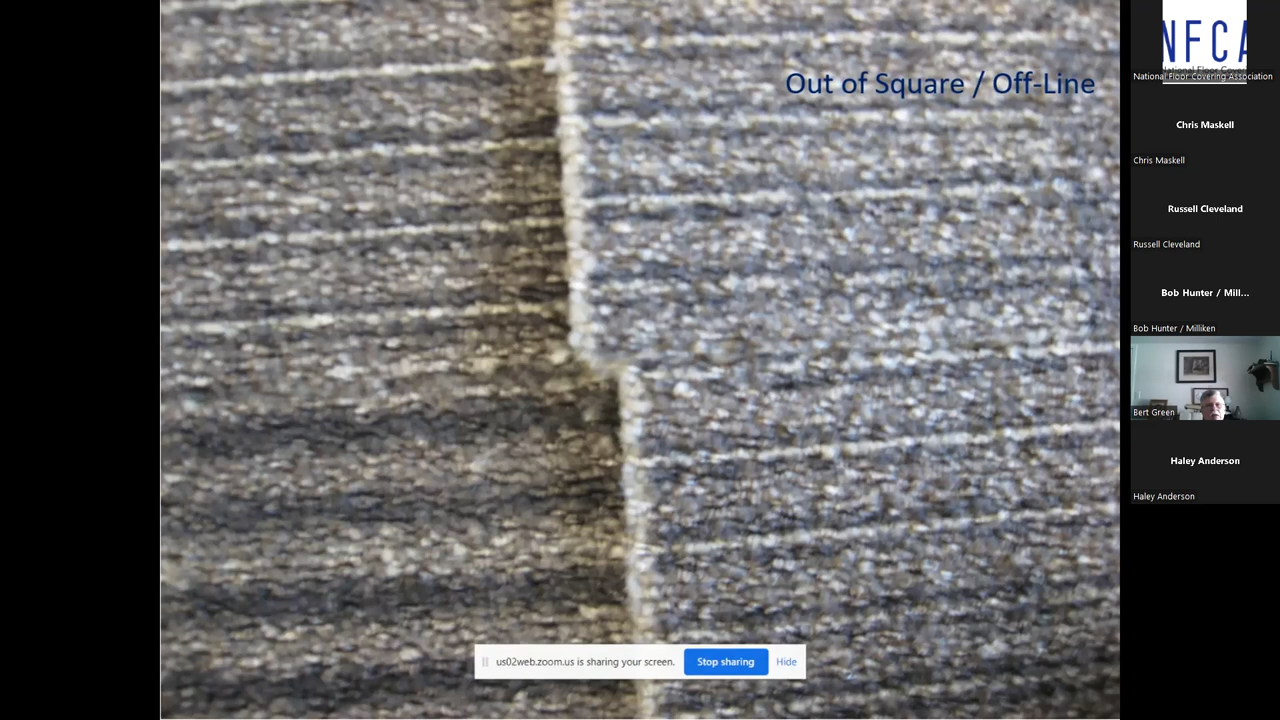 Out of Square / Off-Line
us02web.zoom.us is sharing your screen.
Stop sharing
Hide
NFCA
National Floor Covering Association
Chris Maskell
Chris Maskell
Russell Cleveland
Russell Cleveland
Bob Hunter / Mill...
Bob Hunter / Milliken
Bert Green
Haley Anderson
Haley Anderson